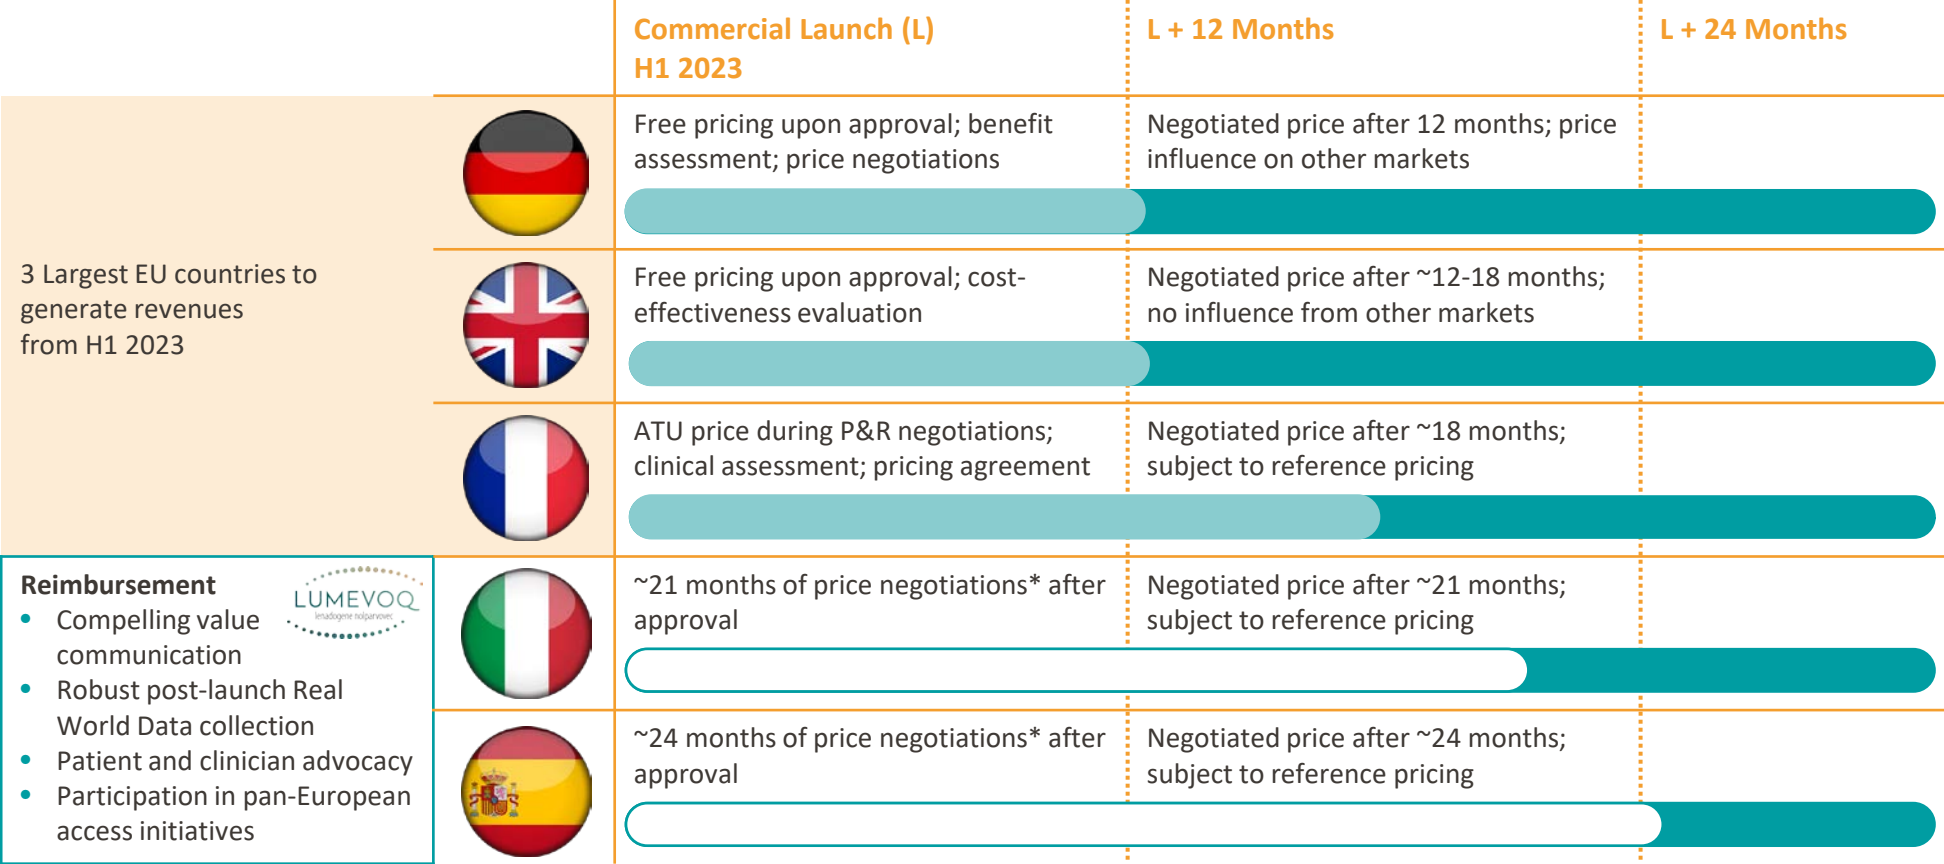 Commercial Launch (L)
H1 2023
L + 12 Months
L + 24 Months
3 Largest EU countries to
generate revenues
from H1 2023
Free pricing upon approval; benefit
assessment; price negotiations
Negotiated price after 12 months; price
influence on other markets
Free pricing upon approval; cost-
effectiveness evaluation
Negotiated price after ~12-18 months;
no influence from other markets
ATU price during P&R negotiations;
clinical assessment; pricing agreement
Negotiated price after ~18 months;
subject to reference pricing
Reimbursement
• Compelling value
communication
• Robust post-launch Real
World Data collection
• Patient and clinician advocacy
• Participation in pan-European
access initiatives
LUMEVOQ
lenadogene nolparvovec
~21 months of price negotiations* after
approval
Negotiated price after ~21 months;
subject to reference pricing
~24 months of price negotiations* after
approval
Negotiated price after ~24 months;
subject to reference pricing